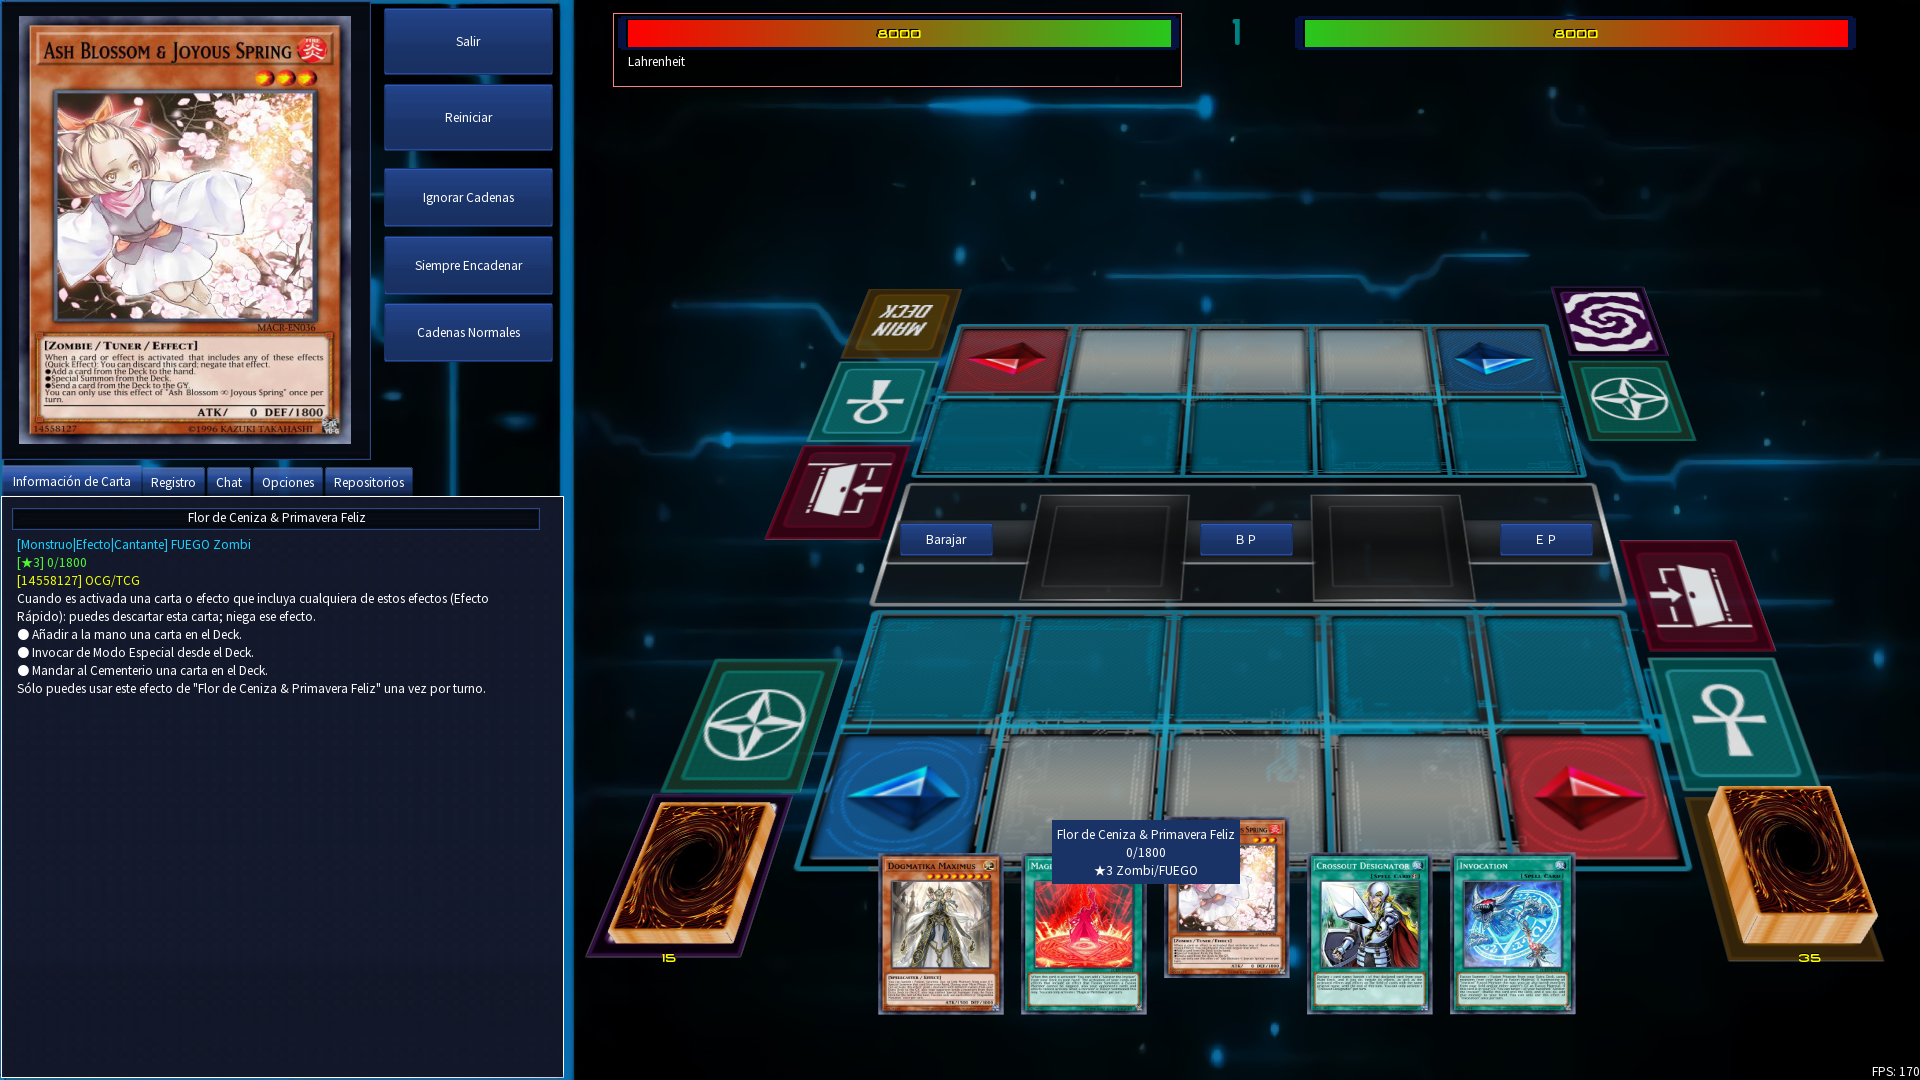 ASH BLOSSOM & JOYOUS SPRING
MACR-EN036
[ZOMBIE / TUNER / EFFECT]
When a card or effect is activated that includes any of these effects
(Quick Effect): You can discard this card; negate that effect.
●Add a card from the Deck to the hand.
●Special Summon from the Deck.
●Send a card from the Deck to the GY.
You can only use this effect of "Ash Blossom & Joyous Spring" once per
turn.
ATK/ 0 DEF/1800
14558127
©1996 KAZUKI TAKAHASHI
Salir
Reiniciar
Ignorar Cadenas
Siempre Encadenar
Cadenas Normales
Información de Carta
Registro
Chat
Opciones
Repositorios
Flor de Ceniza & Primavera Feliz
[Monstruo|Efecto|Cantante] FUEGO Zombi
[★3] 0/1800
[14558127] OCG/TCG
Cuando es activada una carta o efecto que incluya cualquiera de estos efectos (Efecto
Rápido): puedes descartar esta carta; niega ese efecto.
● Añadir a la mano una carta en el Deck.
● Invocar de Modo Especial desde el Deck.
● Mandar al Cementerio una carta en el Deck.
Sólo puedes usar este efecto de "Flor de Ceniza & Primavera Feliz" una vez por turno.
8000
Lahrenheit
1
8000
MAIN
DECK
Barajar
B P
E P
Flor de Ceniza & Primavera Feliz
0/1800
★3 Zombi/FUEGO
DOGMATIKA MAXIMUS
CROSSOUT DESIGNATOR
[SPELL CARD]
INVOCATION
[SPELL CARD]
15
35
FPS: 170